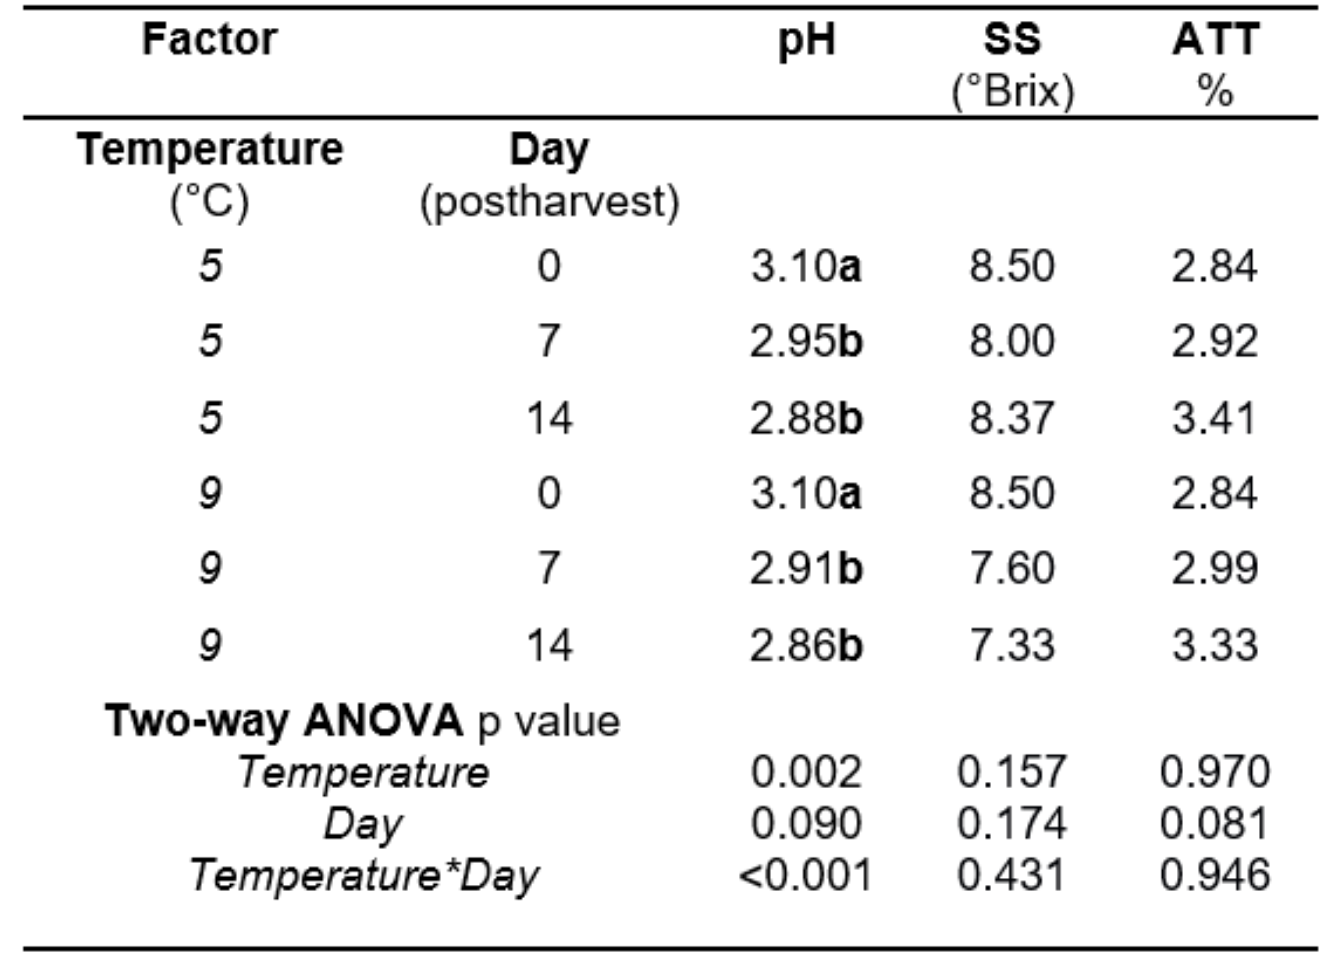 Factor pH SS ATT
(°Brix) %
Temperature Day
(°C) (postharvest)
5 0 3.10a 8.50 2.84
5 7 2.95b 8.00 2.92
5 14 2.88b 8.37 3.41
9 0 3.10a 8.50 2.84
9 7 2.91b 7.60 2.99
9 14 2.86b 7.33 3.33
Two-way ANOVA p value
Temperature 0.002 0.157 0.970
Day 0.090 0.174 0.081
Temperature*Day <0.001 0.431 0.946